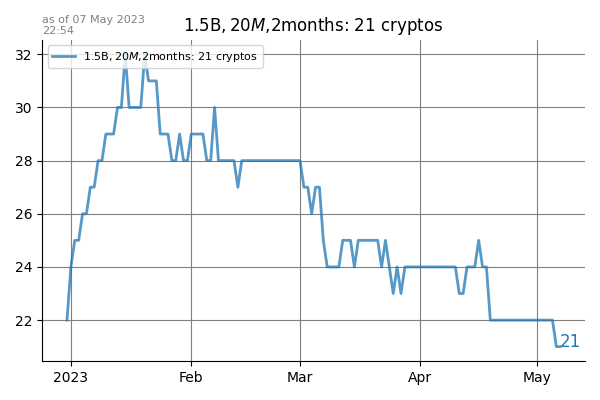 as of 07 May 2023
22:54
1.5B, 20M,2months: 21 cryptos
1.5B, 20M,2months: 21 cryptos
32
30
28
26
24
22
21
2023
Feb
Mar
Apr
May